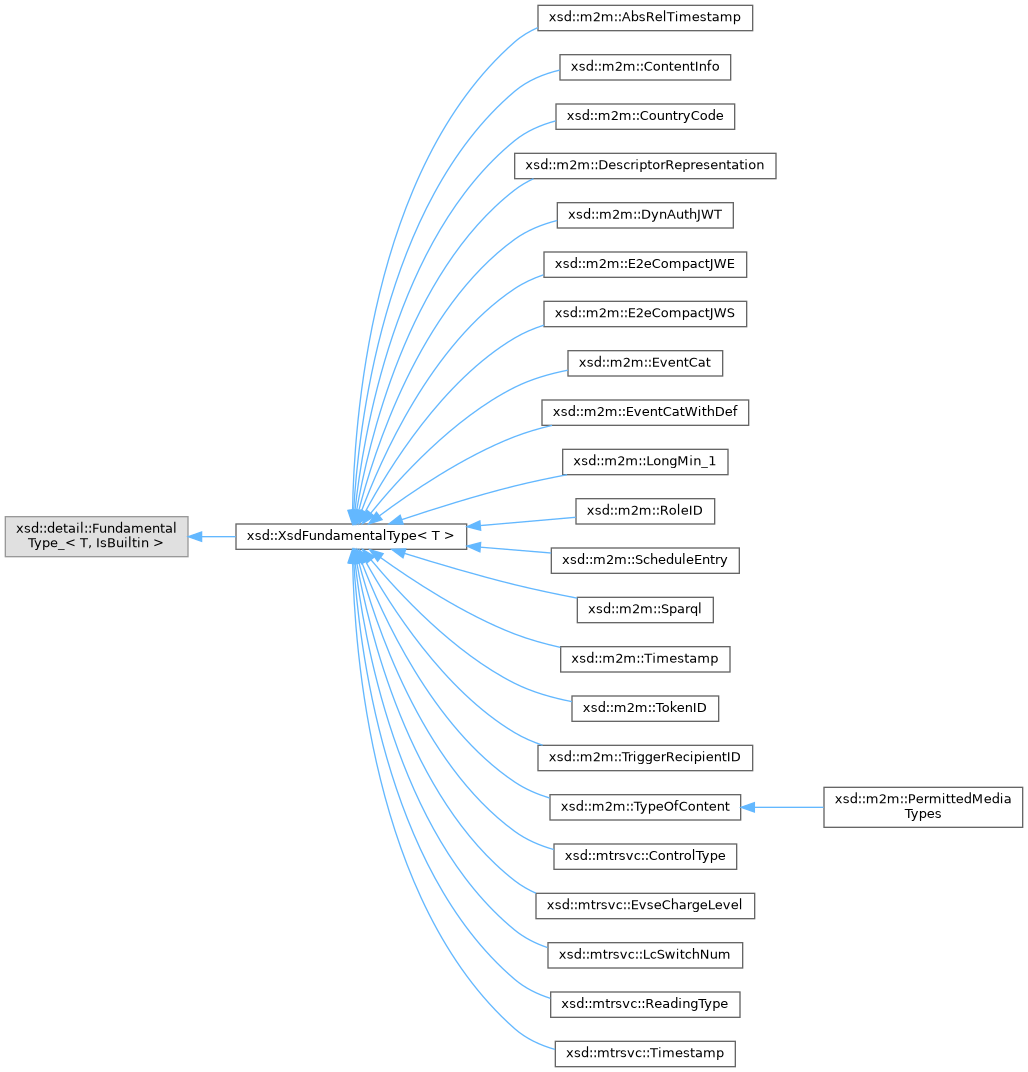 xsd::m2m::AbsRelTimestamp
xsd::m2m::ContentInfo
xsd::m2m::CountryCode
xsd::m2m::DescriptorRepresentation
xsd::m2m::DynAuthJWT
xsd::m2m::E2eCompactJWE
xsd::m2m::E2eCompactJWS
xsd::m2m::EventCat
xsd::m2m::EventCatWithDef
xsd::m2m::LongMin_1
xsd::m2m::RoleID
xsd::detail::Fundamental
Type_< T, IsBuiltin >
xsd::XsdFundamentalType< T >
xsd::m2m::ScheduleEntry
xsd::m2m::Sparql
xsd::m2m::Timestamp
xsd::m2m::TokenID
xsd::m2m::TriggerRecipientID
xsd::m2m::TypeOfContent
xsd::m2m::PermittedMedia
Types
xsd::mtrsvc::ControlType
xsd::mtrsvc::EvseChargeLevel
xsd::mtrsvc::LcSwitchNum
xsd::mtrsvc::ReadingType
xsd::mtrsvc::Timestamp